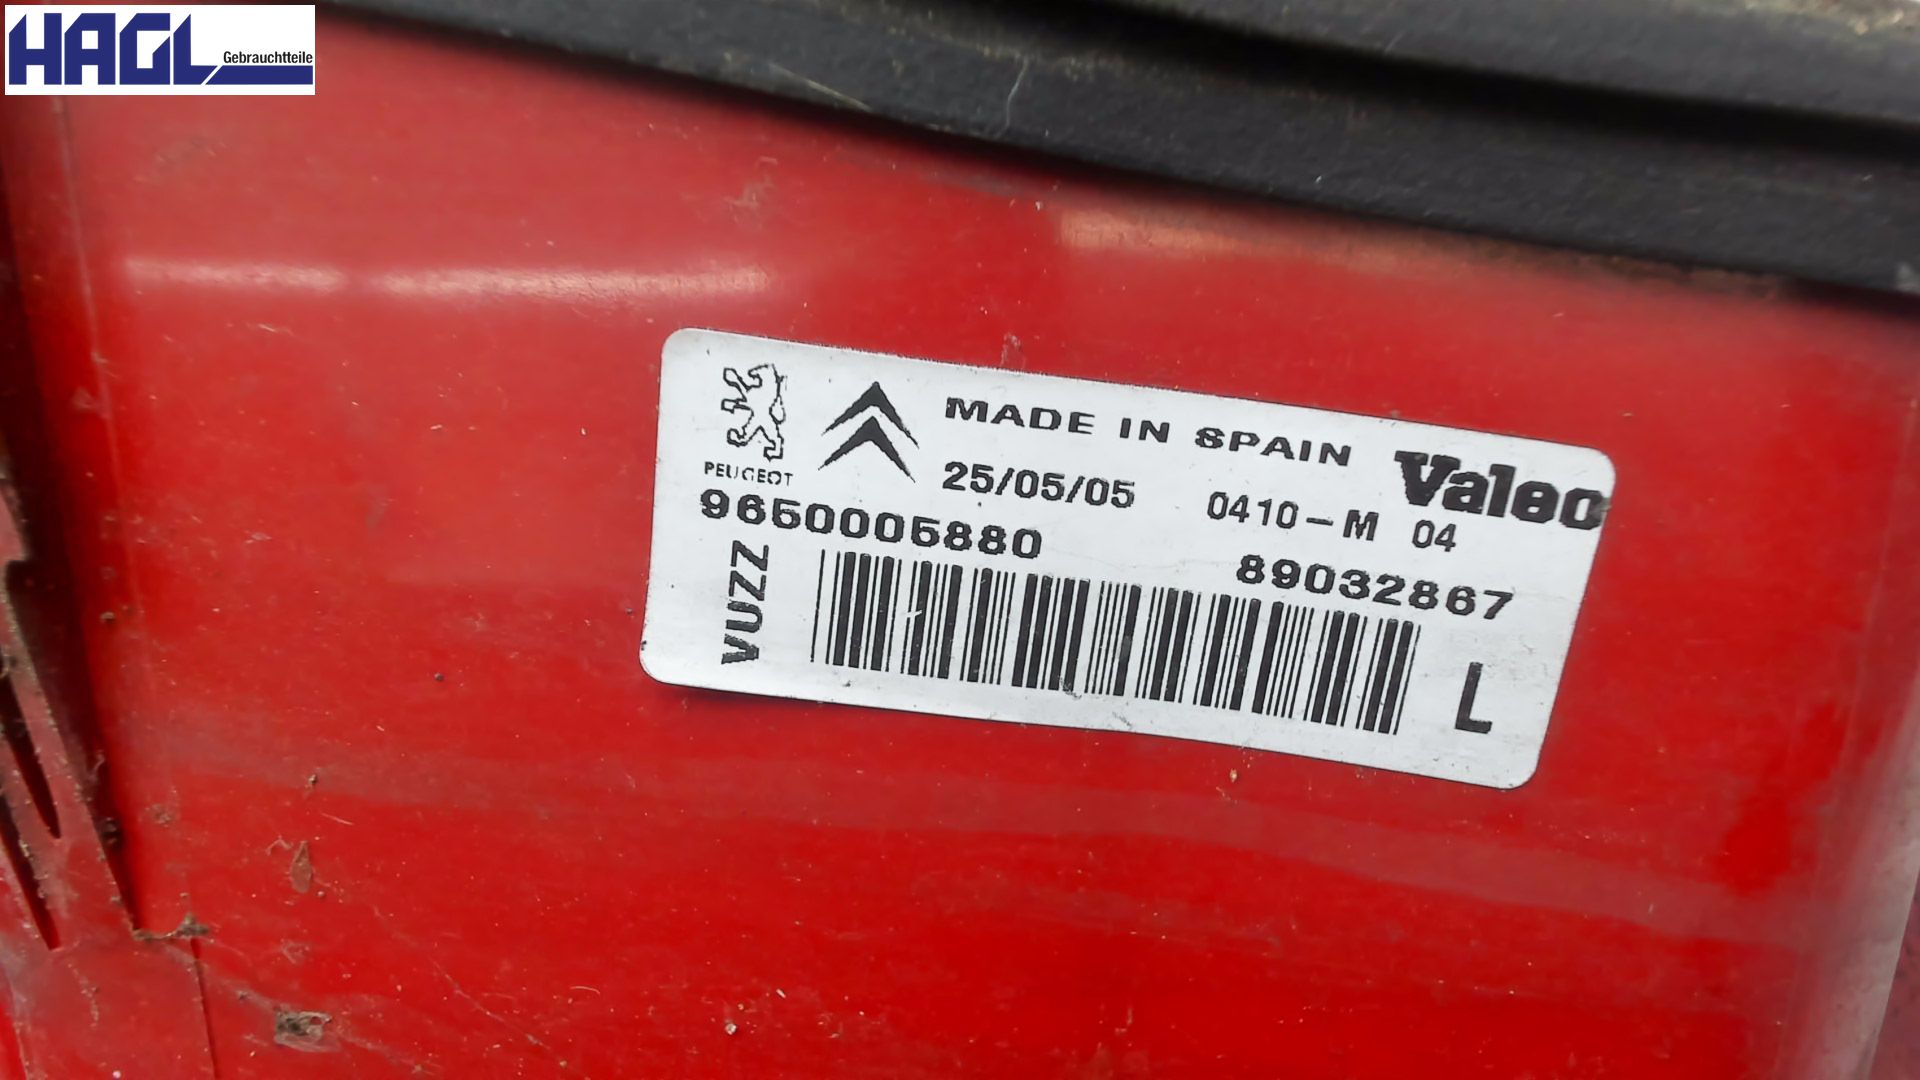 HAGL
Gebrauchtteile
MADE IN SPAIN
Valeo
PEUGEOT
25/05/05 0410-M 04
9650005880
89032867
VUZZ
L